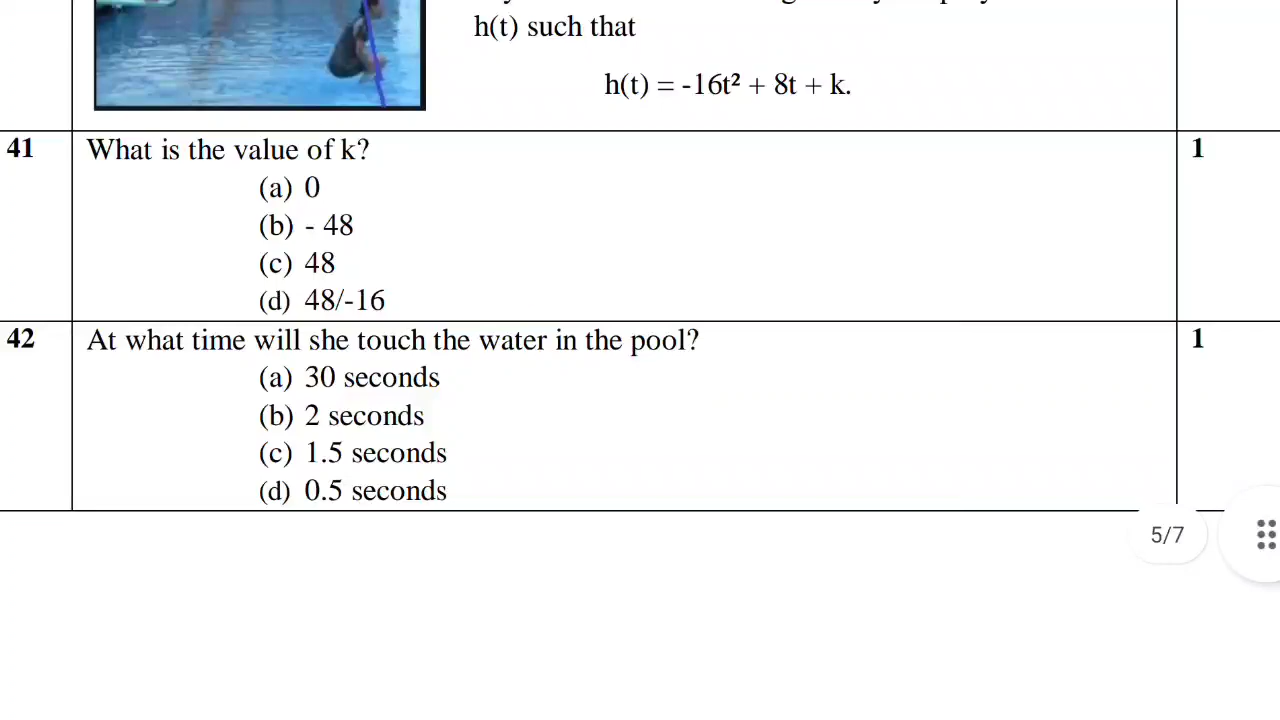 h(t) such that
h(t) = -16t² + 8t + k.
41 What is the value of k? 1
(a) 0
(b) - 48
(c) 48
(d) 48/-16
42 At what time will she touch the water in the pool? 1
(a) 30 seconds
(b) 2 seconds
(c) 1.5 seconds
(d) 0.5 seconds
5/7